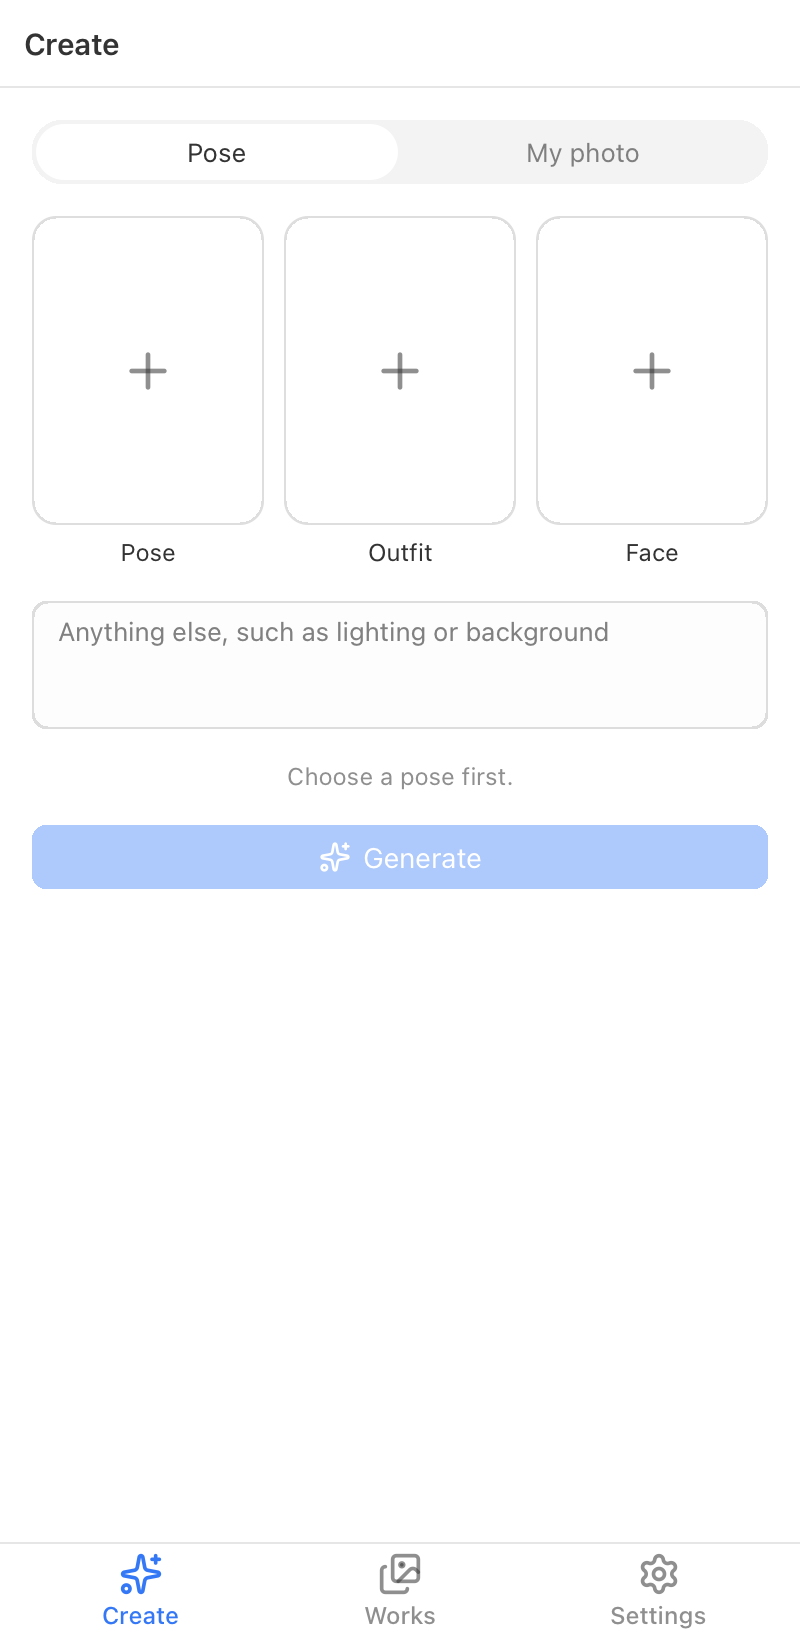 Create
Pose
My photo
Pose
Outfit
Face
Anything else, such as lighting or background
Choose a pose first.
Generate
Create
Works
Settings